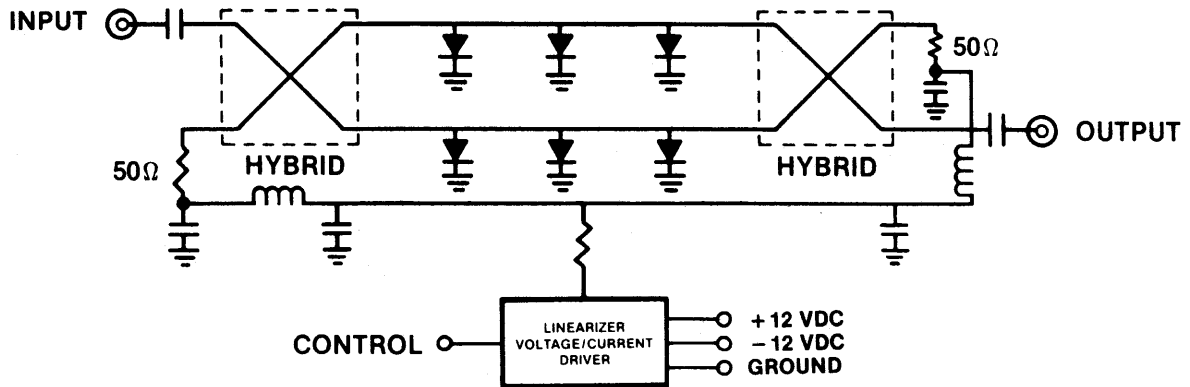 INPUT
50Ω
OUTPUT
HYBRID
HYBRID
50Ω
CONTROL
LINEARIZER
VOLTAGE/CURRENT
DRIVER
+12 VDC
−12 VDC
GROUND